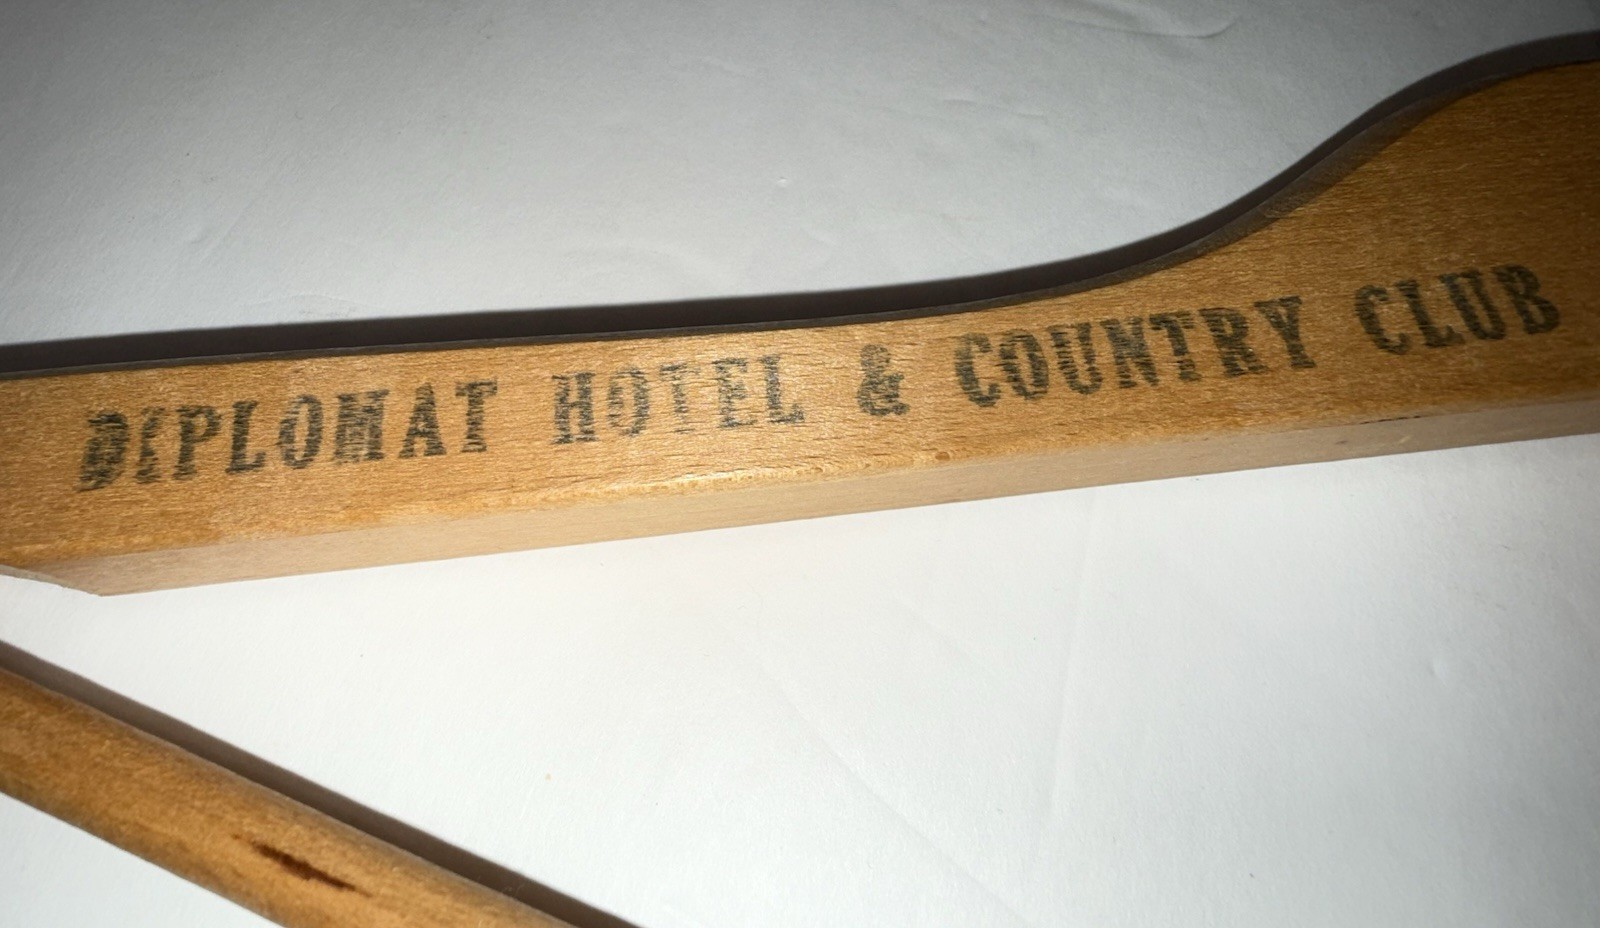 DIPLOMAT HOTEL & COUNTRY CLUB